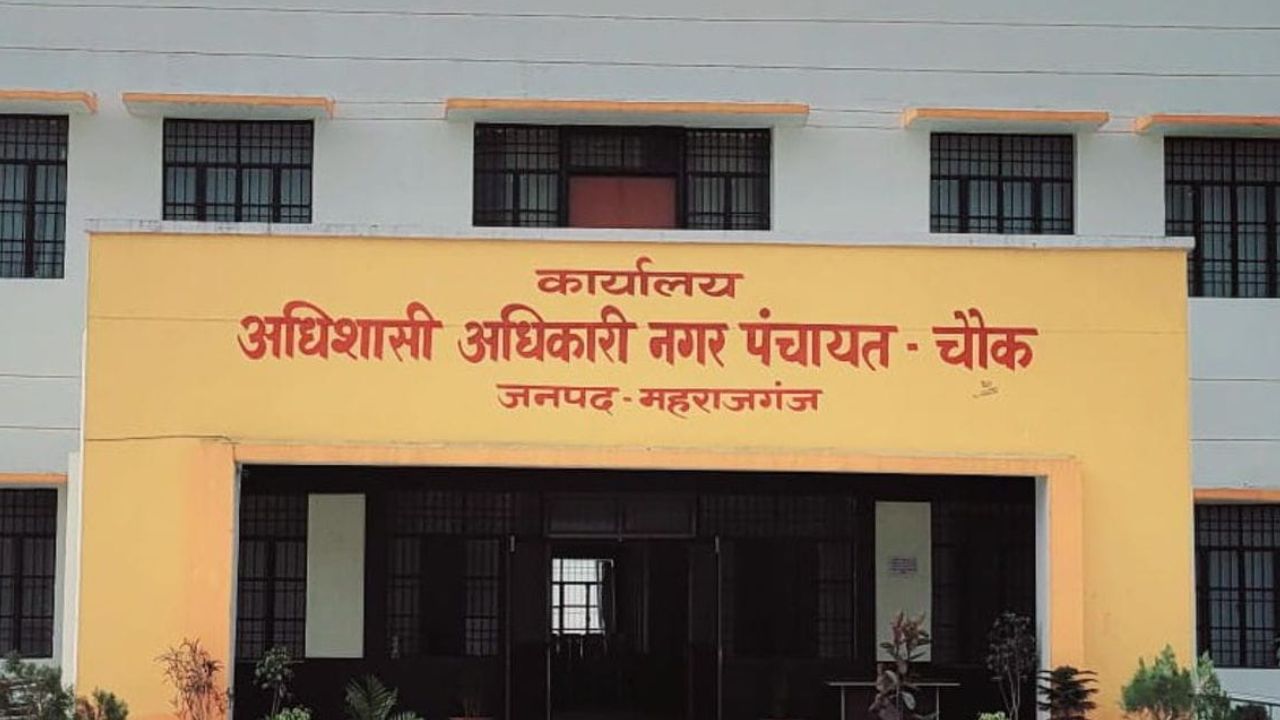 कार्यालय
अधिशासी अधिकारी नगर पंचायत - चौक
जनपद - महराजगंज